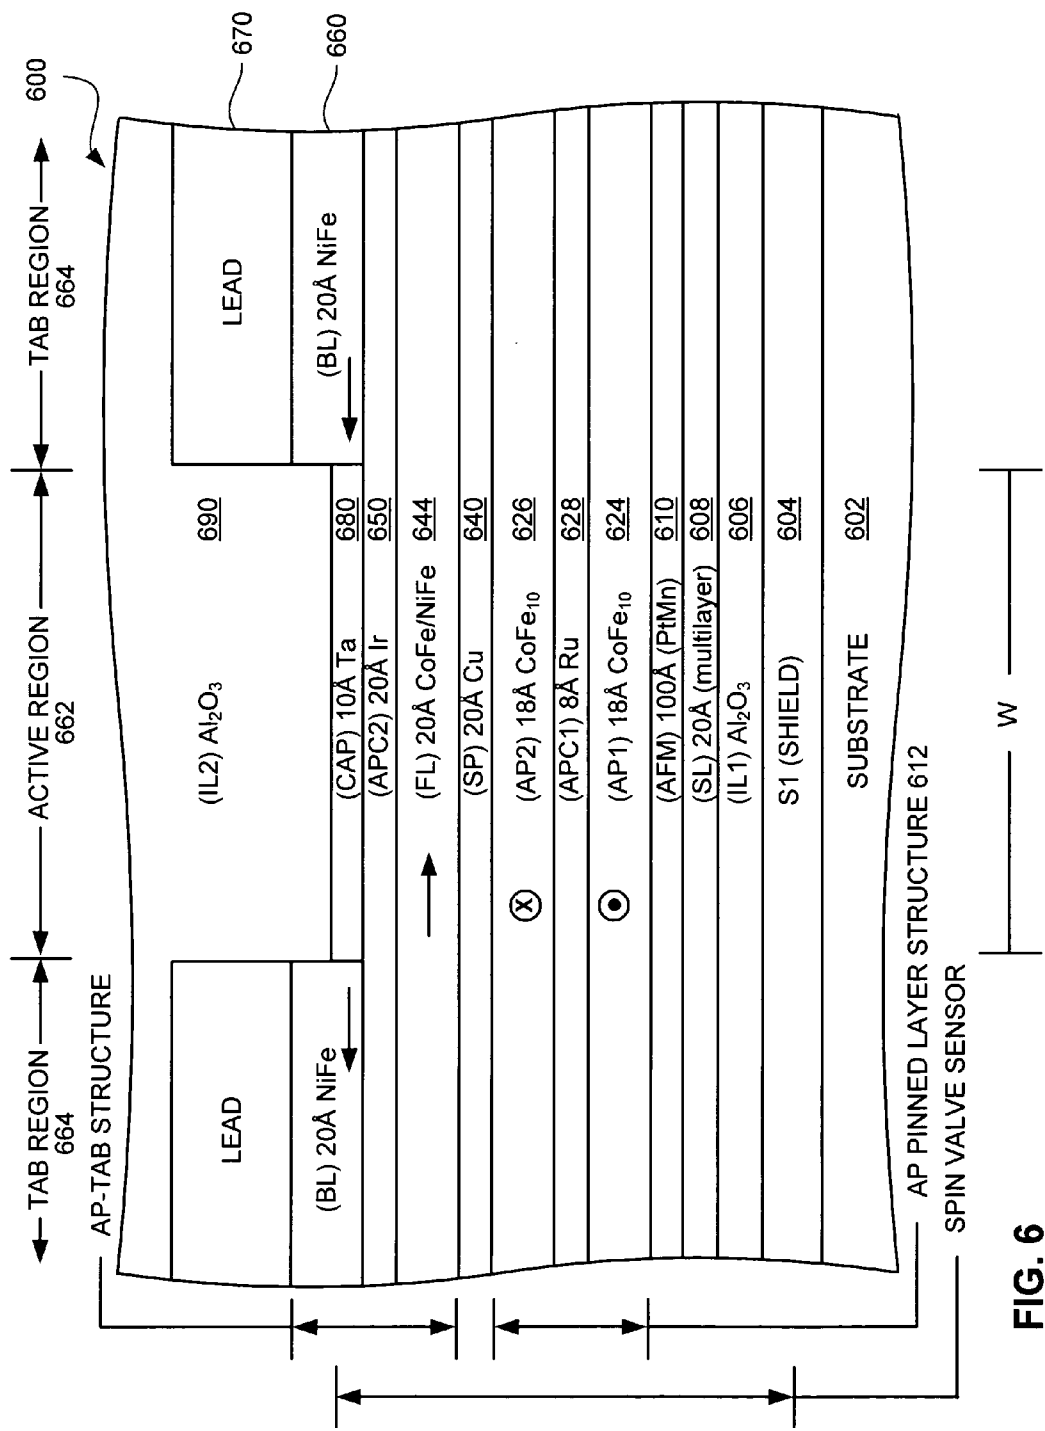 600
670
660
TAB REGION
664
ACTIVE REGION
662
TAB REGION
664
AP-TAB STRUCTURE
LEAD
(IL2) Al₂O₃ 690
LEAD
(BL) 20Å NiFe
(CAP) 10Å Ta 680
(BL) 20Å NiFe
(APC2) 20Å Ir 650
(FL) 20Å CoFe/NiFe 644
(SP) 20Å Cu 640
X (AP2) 18Å CoFe₁₀ 626
(APC1) 8Å Ru 628
(AP1) 18Å CoFe₁₀ 624
(AFM) 100Å (PtMn) 610
(SL) 20Å (multilayer) 608
(IL1) Al₂O₃ 606
S1 (SHIELD) 604
SUBSTRATE 602
AP PINNED LAYER STRUCTURE 612
SPIN VALVE SENSOR
W
FIG. 6